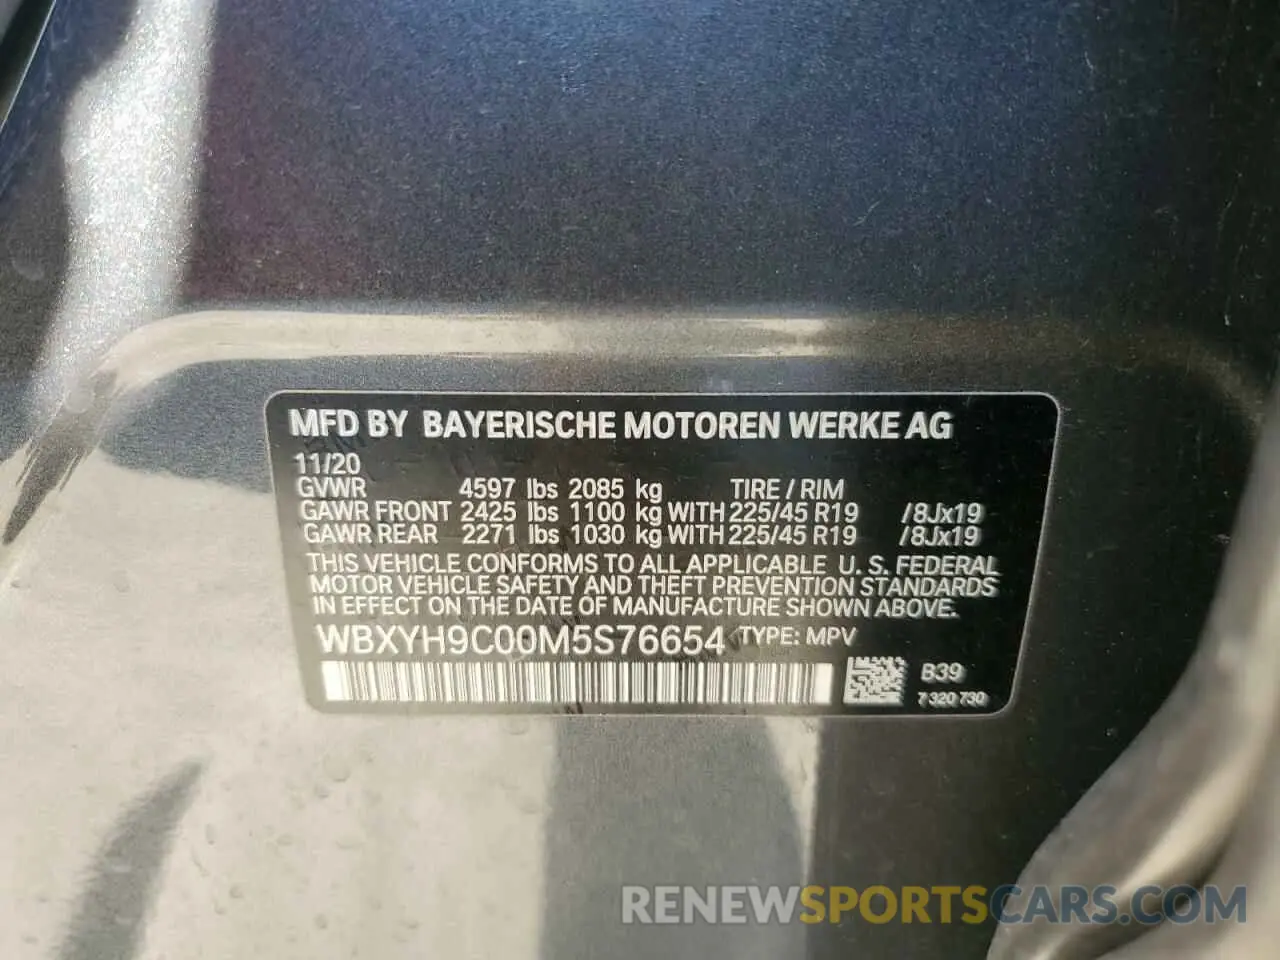 MFD BY BAYERISCHE MOTOREN WERKE AG
11/20
GVWR 4597 lbs 2085 kg TIRE / RIM
GAWR FRONT 2425 lbs 1100 kg WITH 225/45 R19 /8Jx19
GAWR REAR 2271 lbs 1030 kg WITH 225/45 R19 /8Jx19
THIS VEHICLE CONFORMS TO ALL APPLICABLE U. S. FEDERAL
MOTOR VEHICLE SAFETY AND THEFT PREVENTION STANDARDS
IN EFFECT ON THE DATE OF MANUFACTURE SHOWN ABOVE.
WBXYH9C00M5S76654 TYPE: MPV
B39
7 320 730
RENEWSPORTSCARS.COM